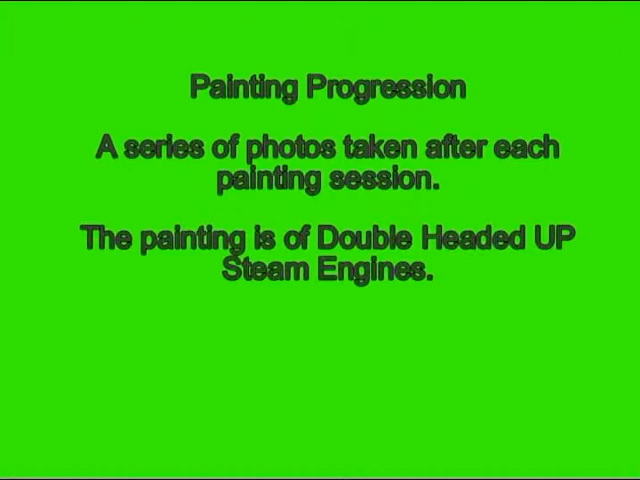 Painting Progression
A series of photos taken after each
painting session.
The painting is of Double Headed UP
Steam Engines.